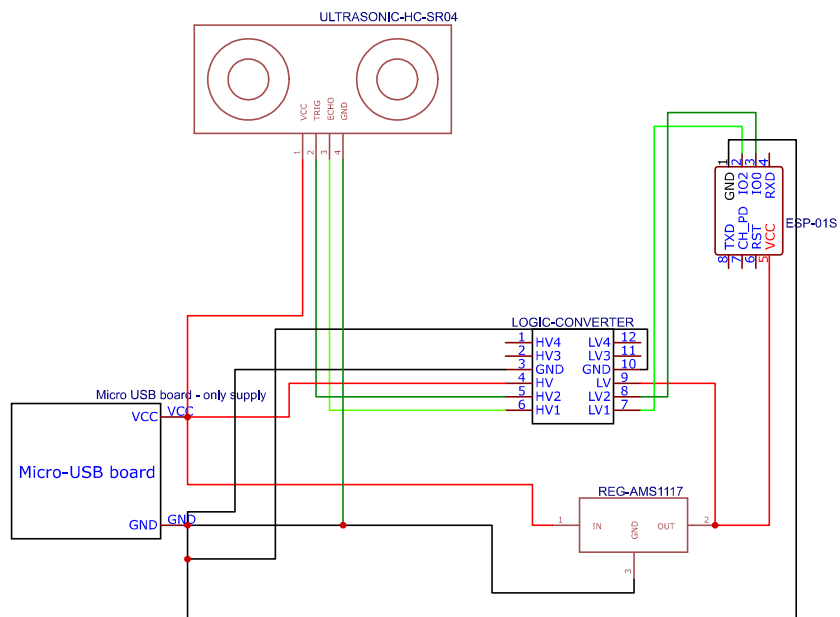 ULTRASONIC-HC-SR04
VCC
TRIG
ECHO
GND
1
2
3
4
1
2
3
4
GND
IO2
IO0
RXD
ESP-01S
TXD
CH_PD
RST
VCC
8
7
6
5
LOGIC-CONVERTER
1 HV4 LV4 12
2 HV3 LV3 11
3 GND GND 10
4 HV LV 9
5 HV2 LV2 8
6 HV1 LV1 7
Micro USB board - only supply
VCC VCC
Micro-USB board
GND GND
REG-AMS1117
1 IN GND OUT 2
3